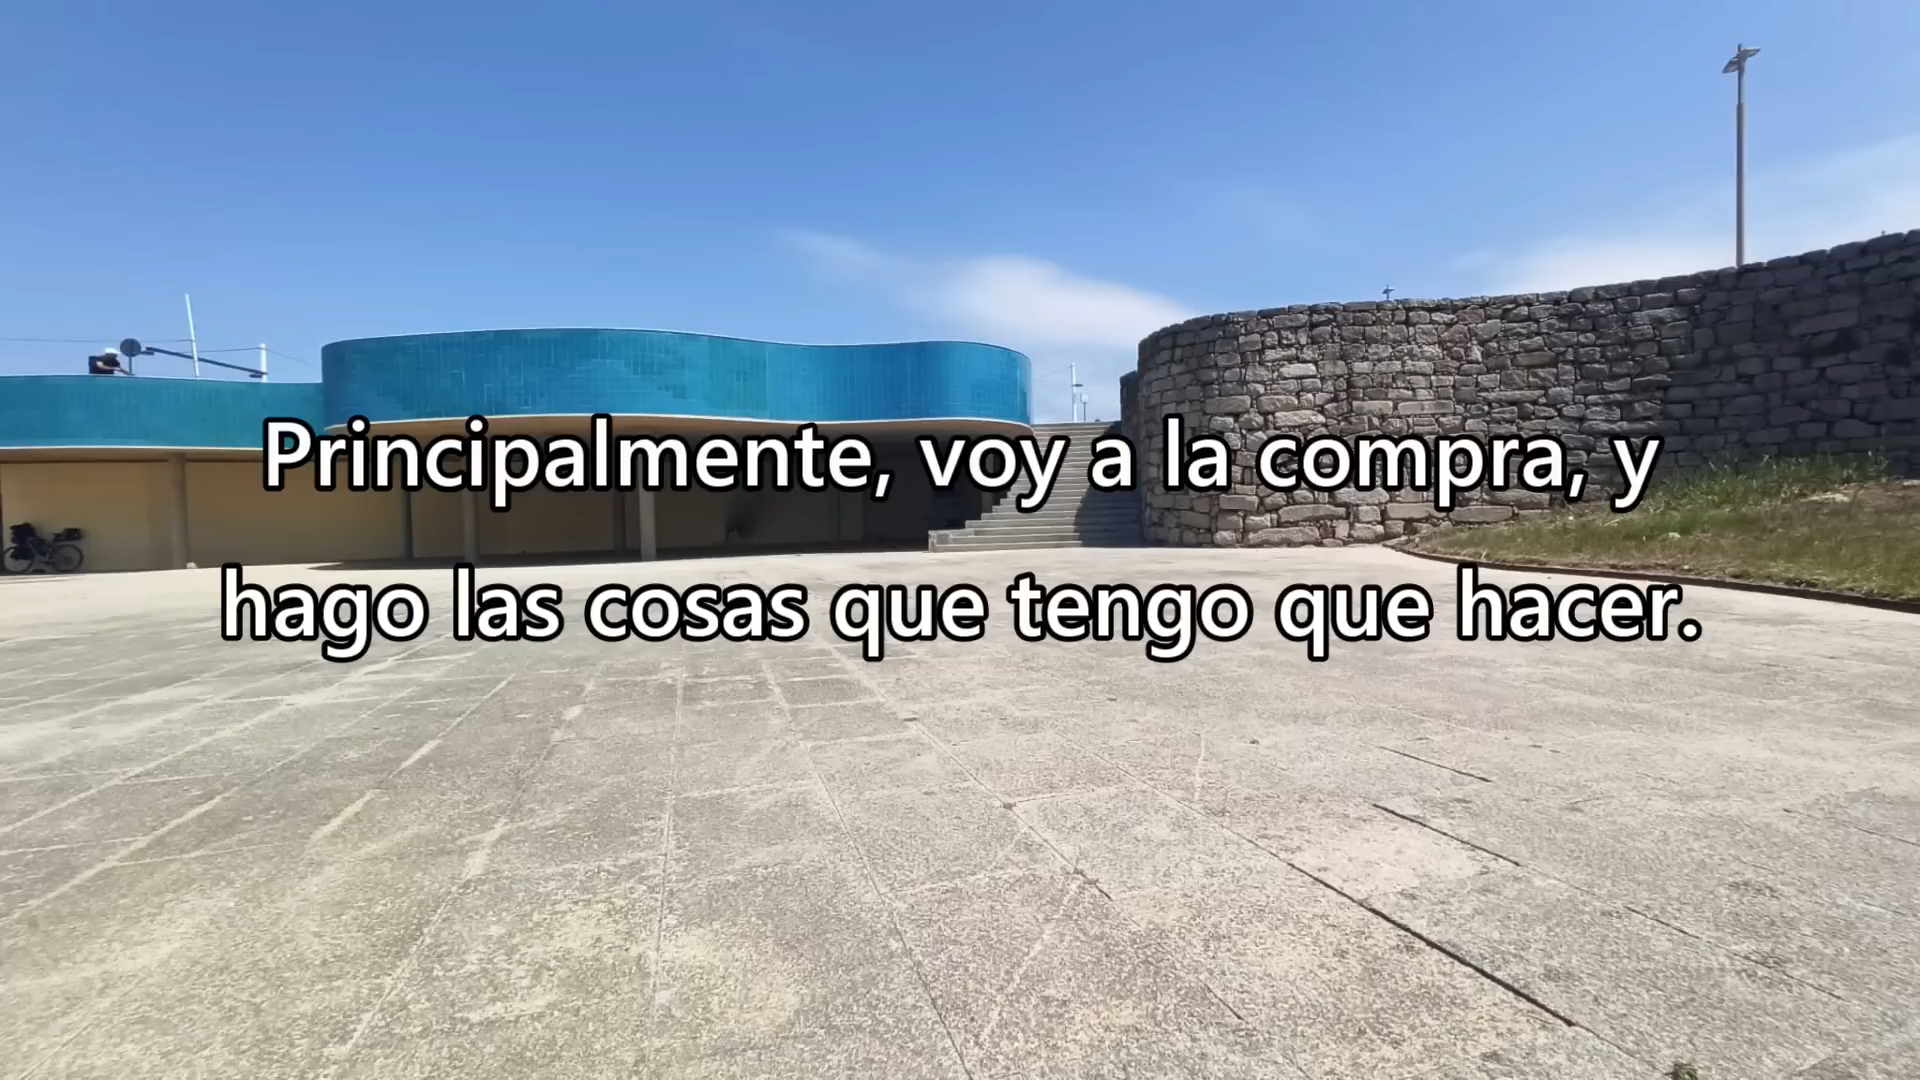 Principalmente, voy a la compra, y
hago las cosas que tengo que hacer.